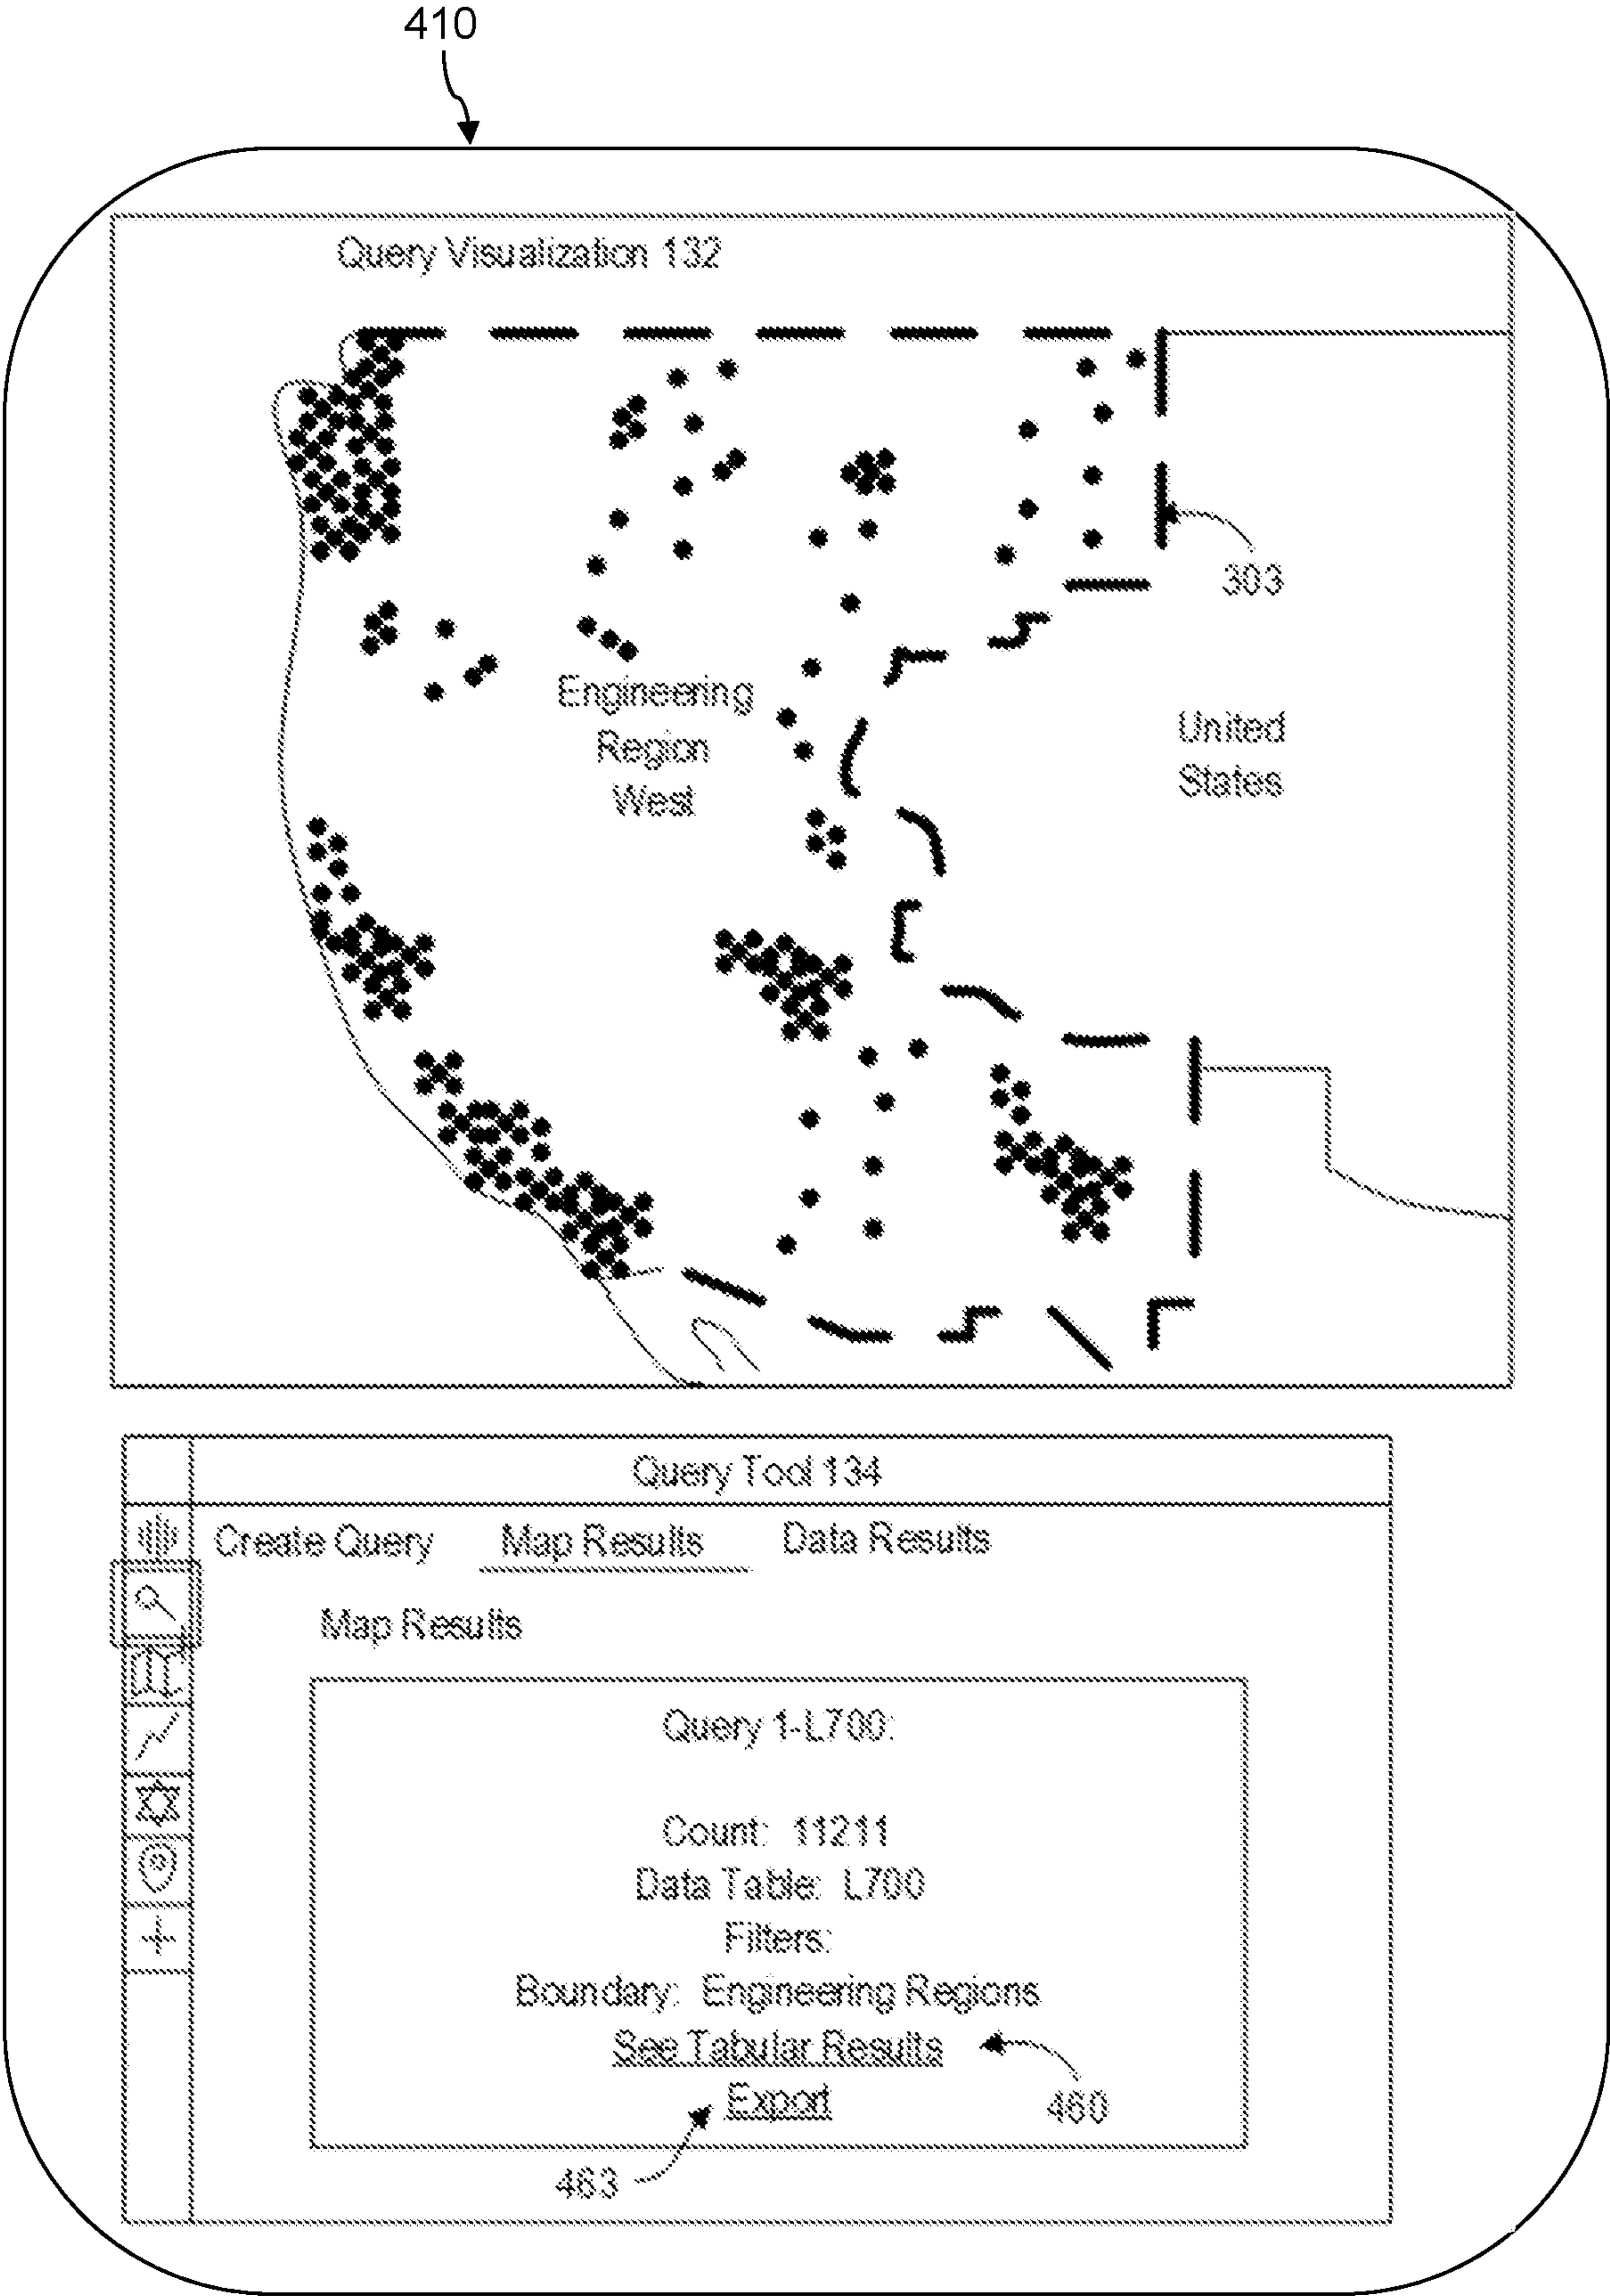 410
Query Visualization 132
303
Engineering
Region
West
United
States
Query Tool 134
Create Query Map Results Data Results
Map Results
Query 1-L700:
Count: 11211
Data Table: L700
Filters:
Boundary: Engineering Regions
See Tabular Results
Export
460
463